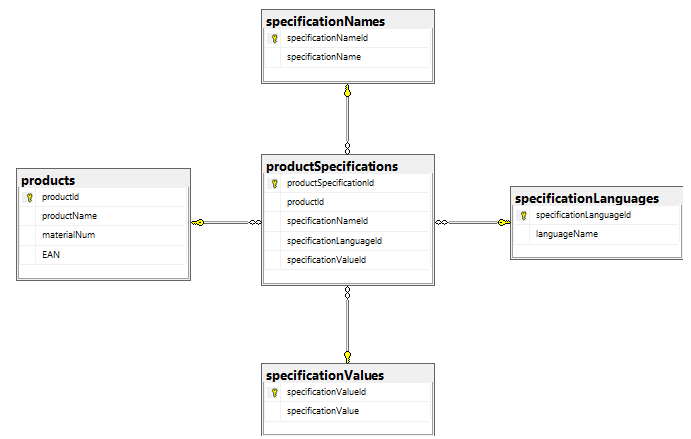 specificationNames
specificationNameId
specificationName
productSpecifications
productSpecificationId
productId
specificationNameId
specificationLanguageId
specificationValueId
products
productId
productName
materialNum
EAN
specificationLanguages
specificationLanguageId
languageName
specificationValues
specificationValueId
specificationValue